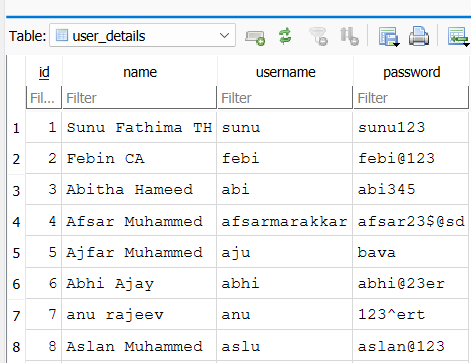 Table: user_details
id name username password
Fil... Filter Filter Filter
1 1 Sunu Fathima TH sunu sunu123
2 2 Febin CA febi febi@123
3 3 Abitha Hameed abi abi345
4 4 Afsar Muhammed afsarmarakkar afsar23$@sd
5 5 Ajfar Muhammed aju bava
6 6 Abhi Ajay abhi abhi@23er
7 7 anu rajeev anu 123^ert
8 8 Aslan Muhammed aslu aslan@123